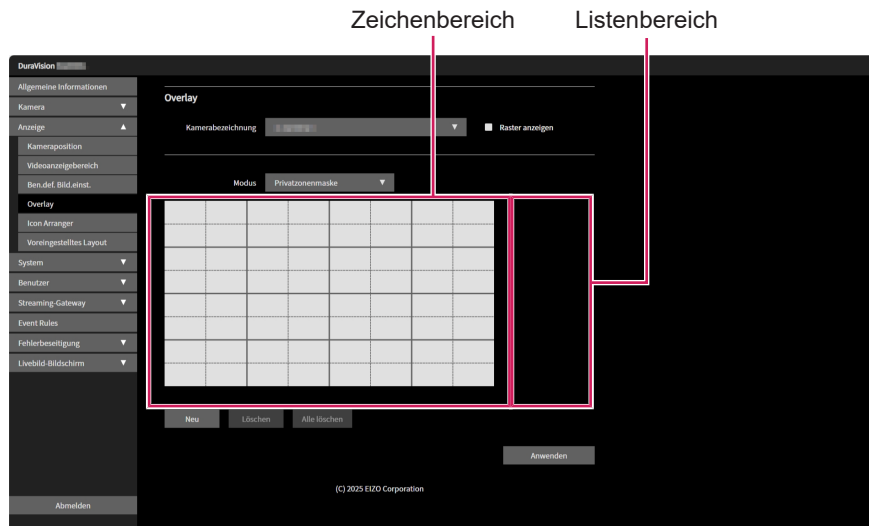 Zeichenbereich Listenbereich
DuraVision
Allgemeine Informationen
Kamera
Anzeige
Kameraposition
Videoanzeigebereich
Ben.def. Bild.einst.
Overlay
Icon Arranger
Voreingestelltes Layout
System
Benutzer
Streaming-Gateway
Event Rules
Fehlerbeseitigung
Livebild-Bildschirm
Abmelden
Overlay
Kamerabezeichnung
Raster anzeigen
Modus Privatzonenmaske
Neu Löschen Alle löschen
Anwenden
(C) 2025 EIZO Corporation